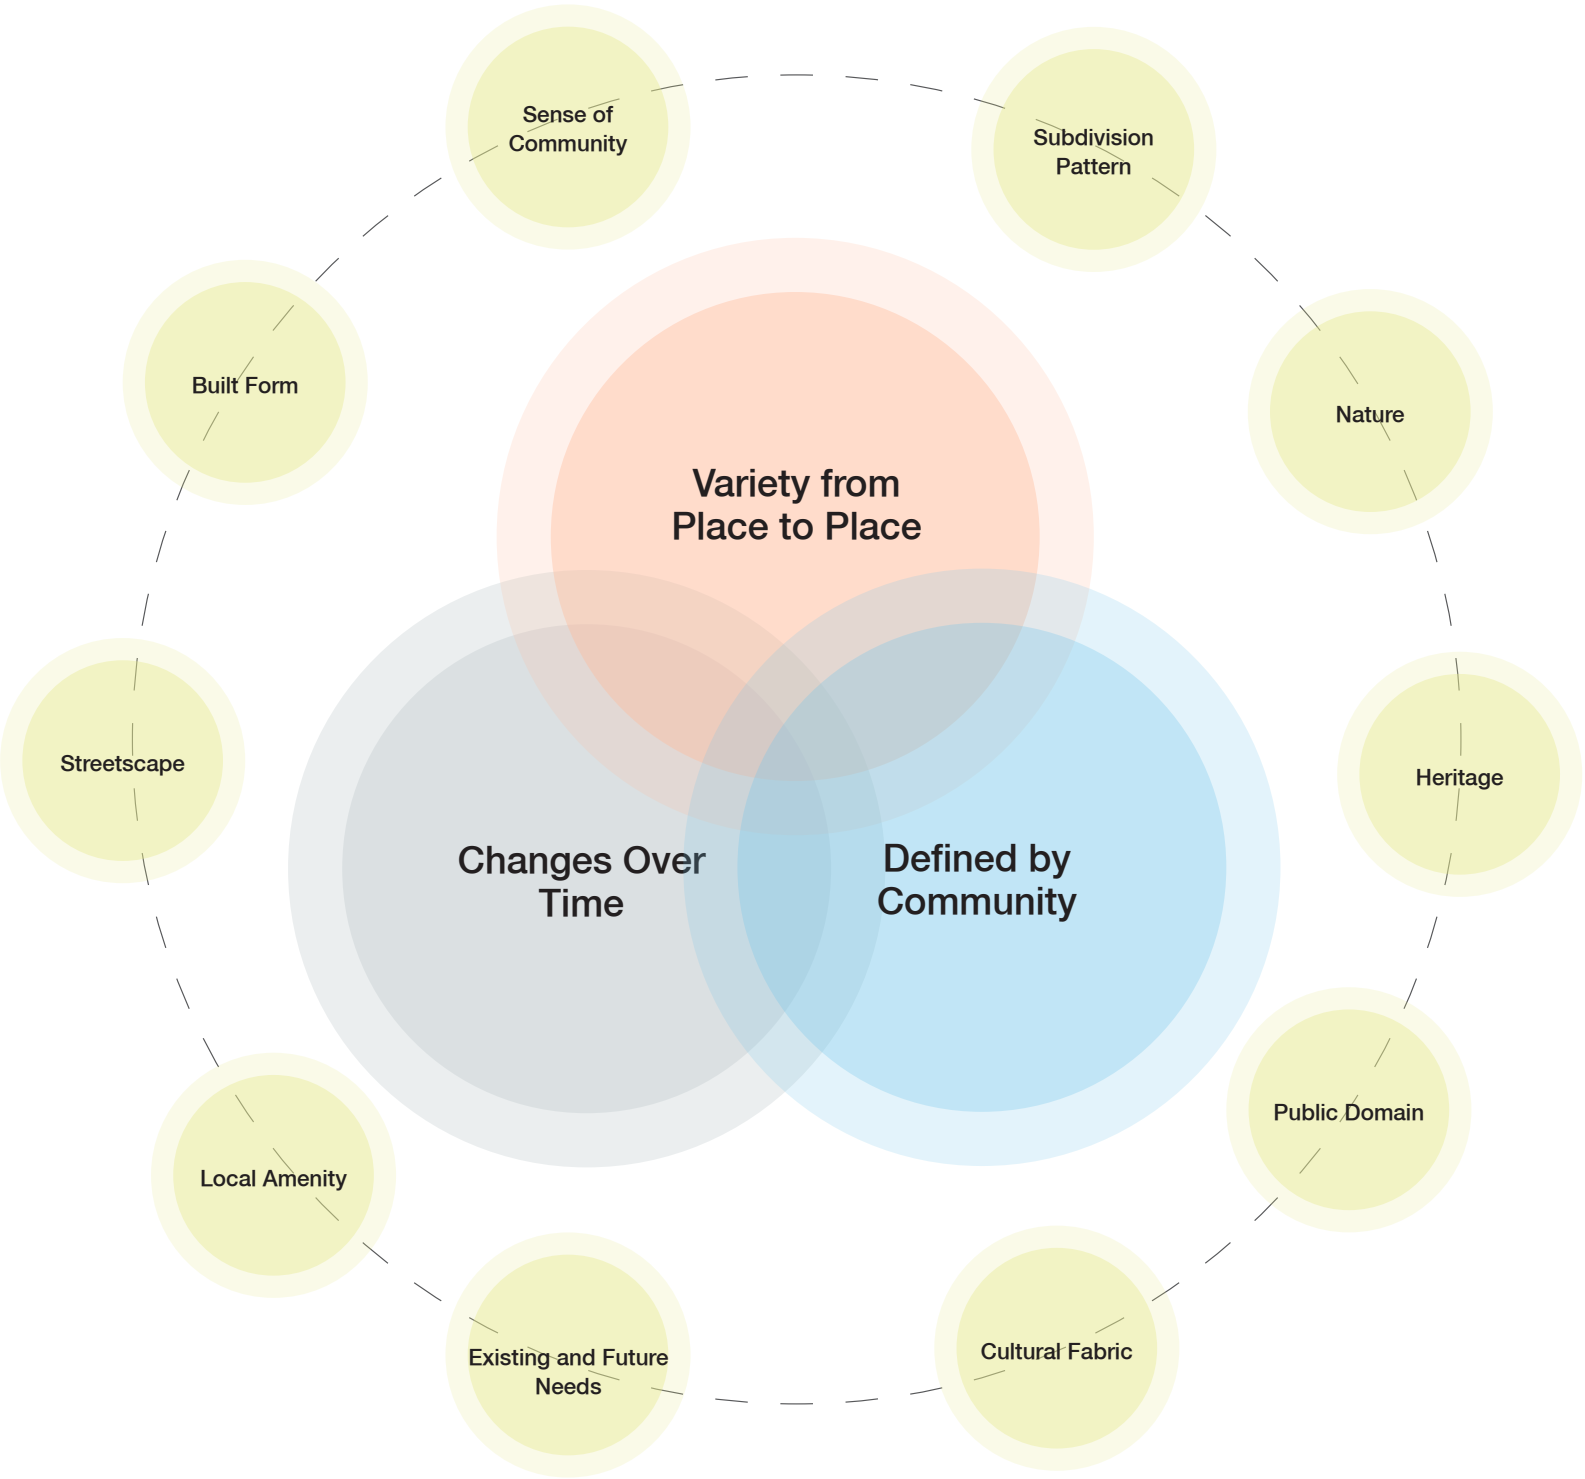 Sense of
Community
Subdivision
Pattern
Built Form
Nature
Variety from
Place to Place
Streetscape
Heritage
Changes Over
Time
Defined by
Community
Public Domain
Local Amenity
Existing and Future
Needs
Cultural Fabric